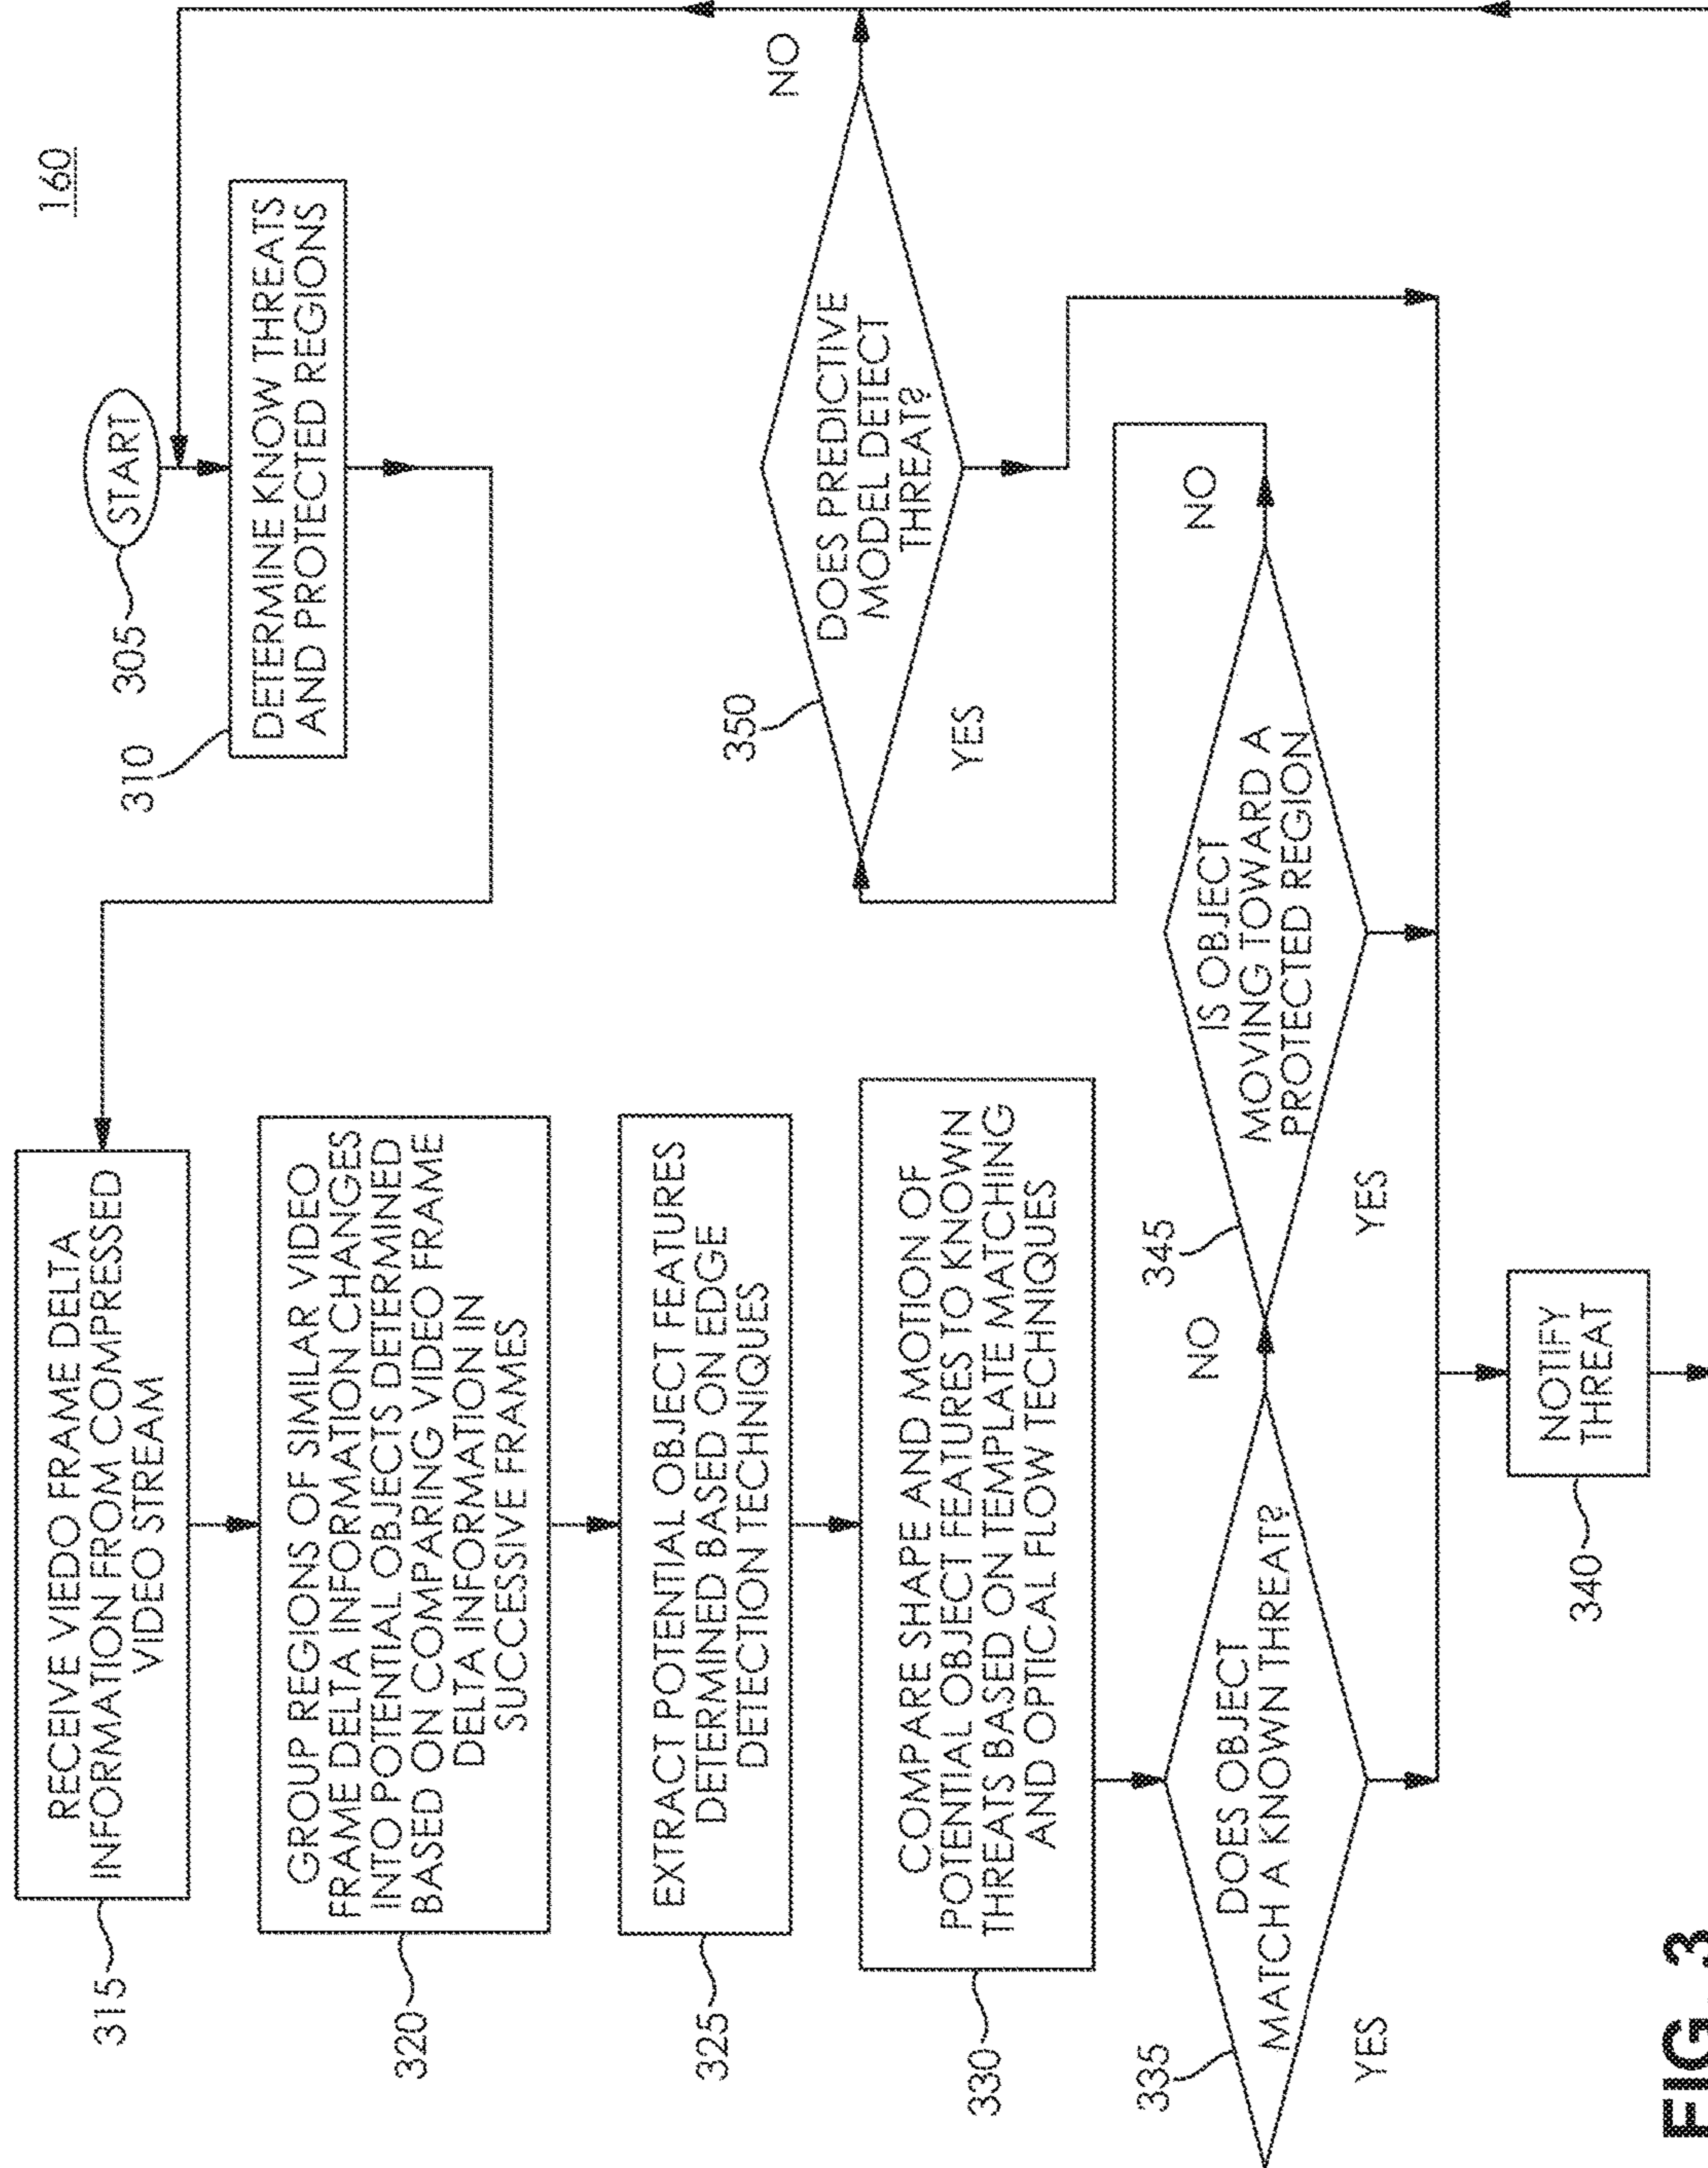 160
START
305
310
DETERMINE KNOW THREATS
AND PROTECTED REGIONS
315
RECEIVE VIEDO FRAME DELTA
INFORMATION FROM COMPRESSED
VIDEO STREAM
320
GROUP REGIONS OF SIMILAR VIDEO
FRAME DELTA INFORMATION CHANGES
INTO POTENTIAL OBJECTS DETERMINED
BASED ON COMPARING VIDEO FRAME
DELTA INFORMATION IN
SUCCESSIVE FRAMES
325
EXTRACT POTENTIAL OBJECT FEATURES
DETERMINED BASED ON EDGE
DETECTION TECHNIQUES
330
COMPARE SHAPE AND MOTION OF
POTENTIAL OBJECT FEATURES TO KNOWN
THREATS BASED ON TEMPLATE MATCHING
AND OPTICAL FLOW TECHNIQUES
335
DOES OBJECT
MATCH A KNOWN THREAT?
YES
NO
345
IS OBJECT
MOVING TOWARD A
PROTECTED REGION
YES
NO
350
DOES PREDICTIVE
MODEL DETECT
THREAT?
YES
NO
340
NOTIFY
THREAT
FIG. 3